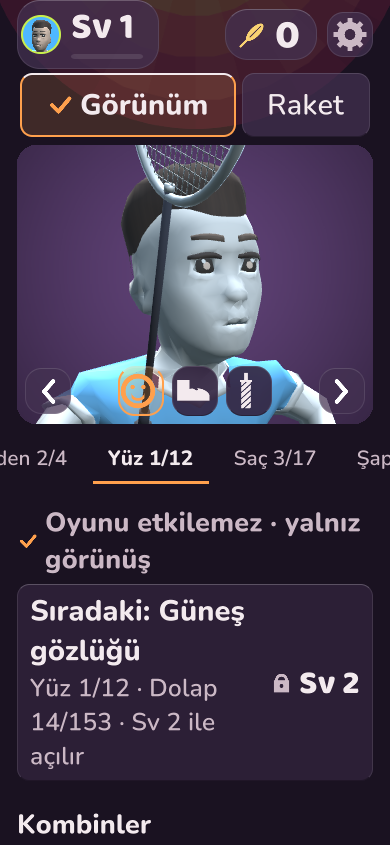 Sv 1
0
Görünüm
Raket
den 2/4 Yüz 1/12 Saç 3/17 Şap
Oyunu etkilemez · yalnız
görünüş
Sıradaki: Güneş
gözlüğü
Yüz 1/12 · Dolap
14/153 · Sv 2 ile
açılır
Sv 2
Kombinler